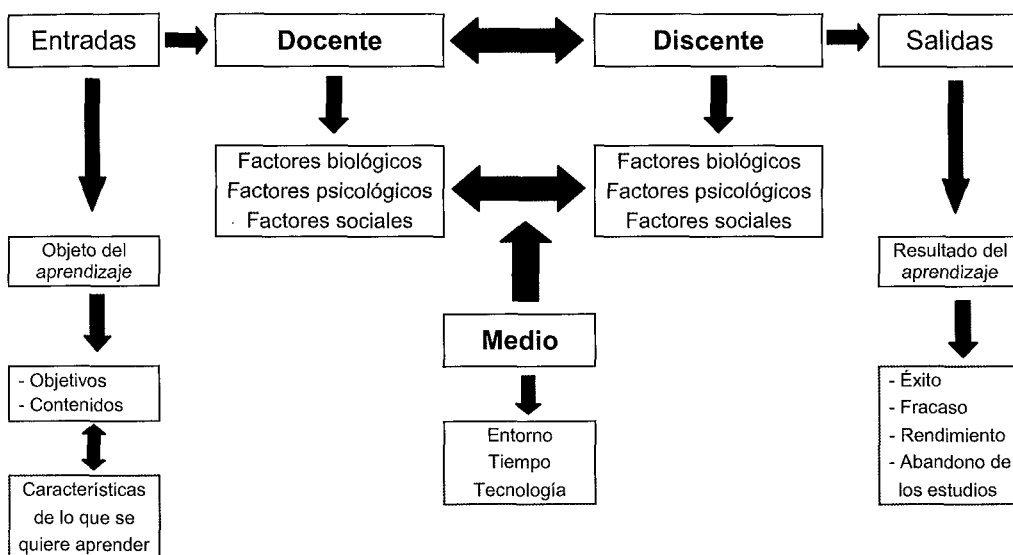 Entradas
Docente
Discente
Salidas
Factores biológicos
Factores psicológicos
Factores sociales
Factores biológicos
Factores psicológicos
Factores sociales
Objeto del
aprendizaje
Resultado del
aprendizaje
Medio
- Objetivos
- Contenidos
- Éxito
- Fracaso
- Rendimiento
- Abandono de
los estudios
Entorno
Tiempo
Tecnología
Características
de lo que se
quiere aprender